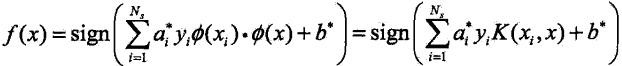 f(x) = sign( ∑_{i=1}^{N_s} a_i^* y_i ϕ(x_i)•ϕ(x) + b^* ) = sign( ∑_{i=1}^{N_s} a_i^* y_i K(x_i, x) + b^* )